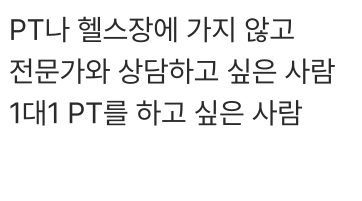 PT나 헬스장에 가지 않고
전문가와 상담하고 싶은 사람
1대1 PT를 하고 싶은 사람